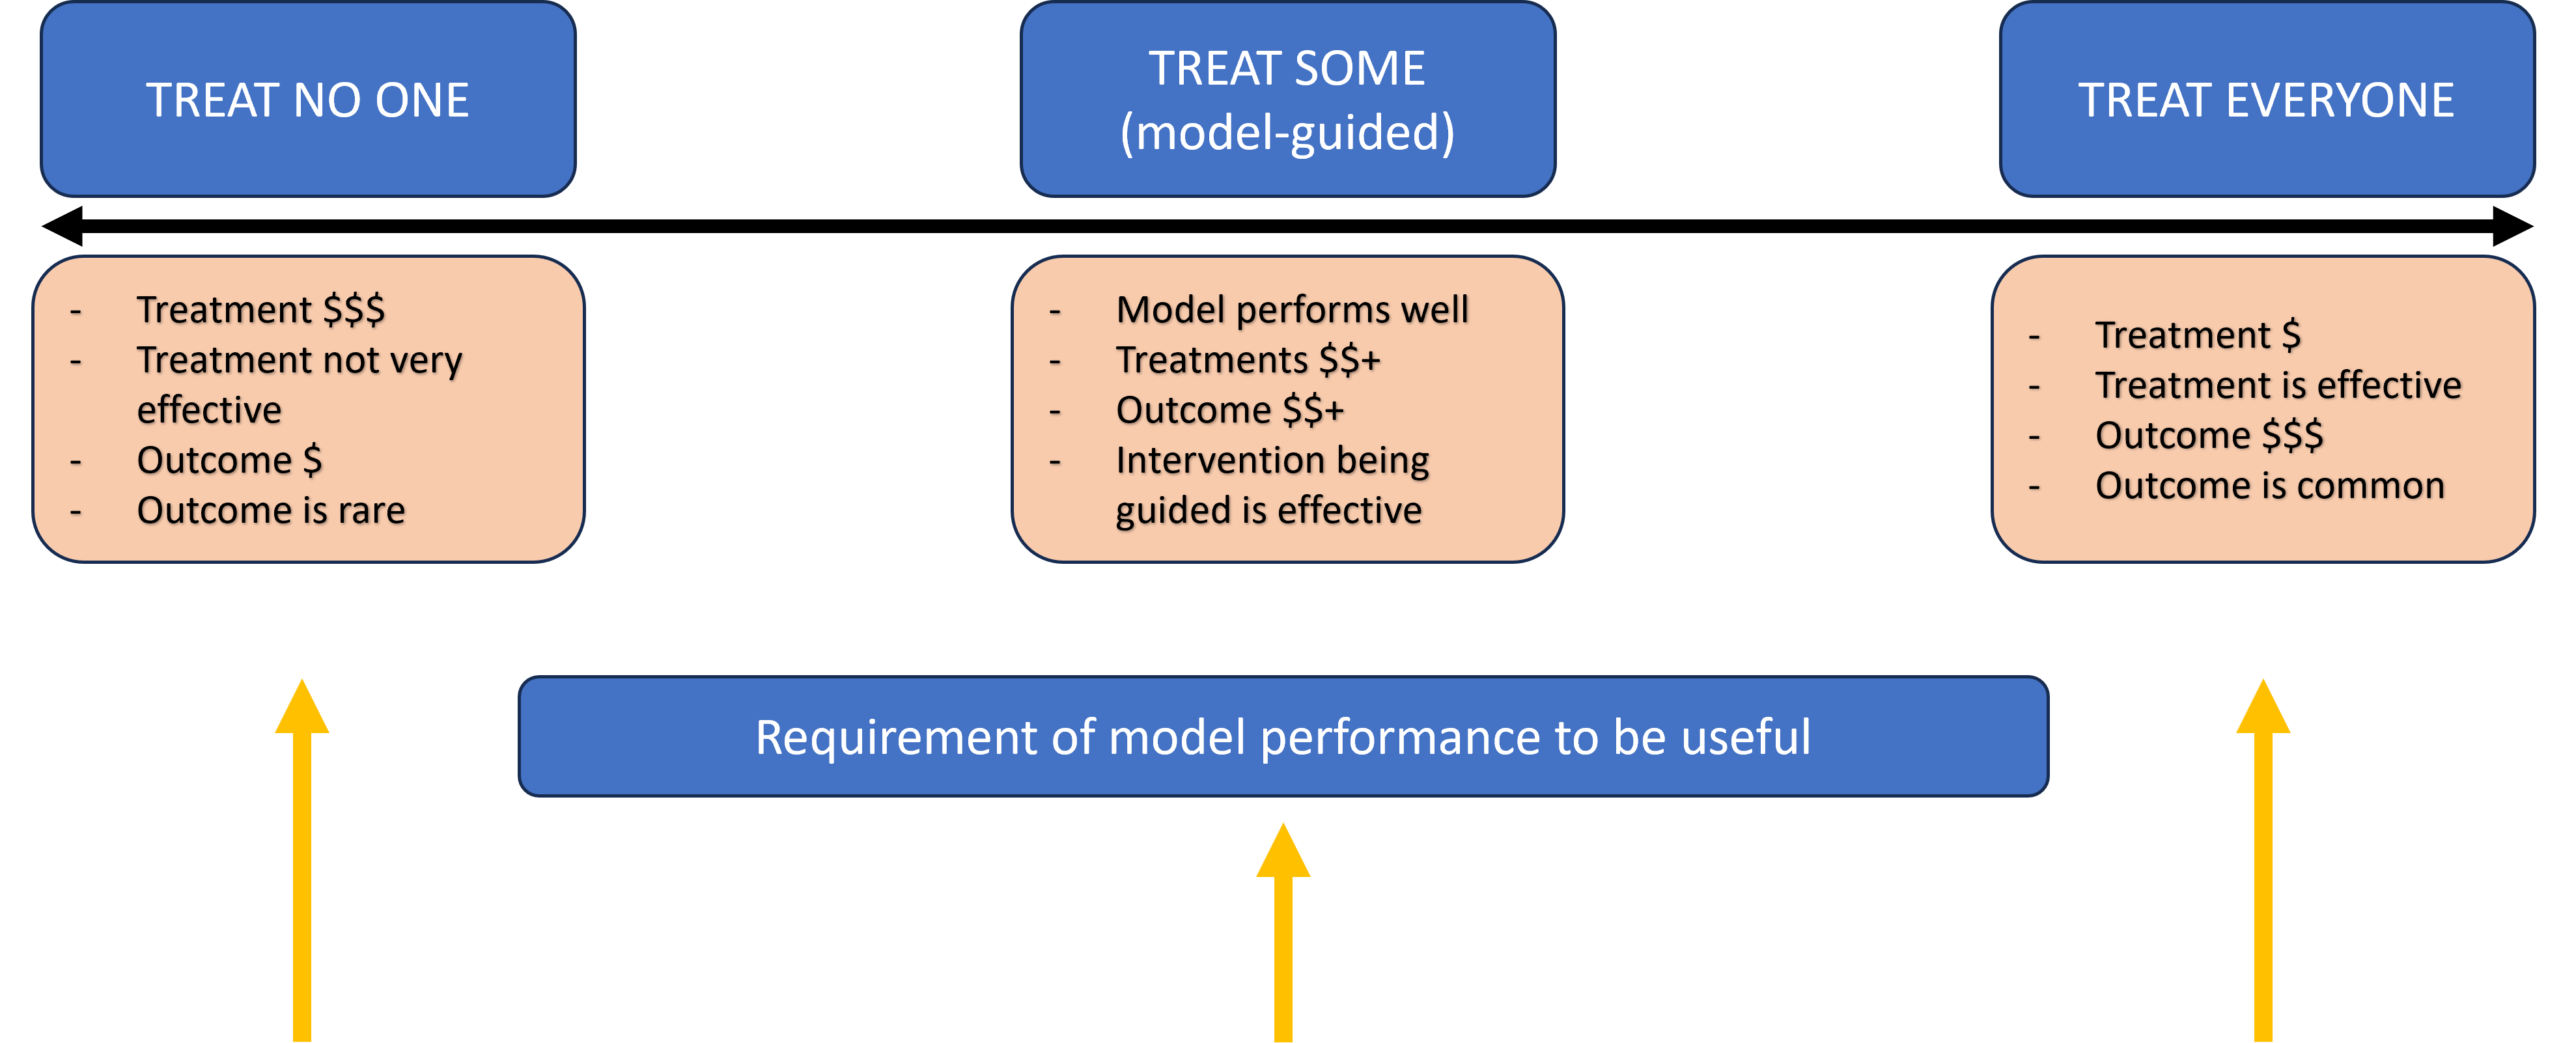 TREAT NO ONE
TREAT SOME
(model-guided)
TREAT EVERYONE
- Treatment $$$
- Treatment not very
effective
- Outcome $
- Outcome is rare
- Model performs well
- Treatments $$+
- Outcome $$+
- Intervention being
guided is effective
- Treatment $
- Treatment is effective
- Outcome $$$
- Outcome is common
Requirement of model performance to be useful